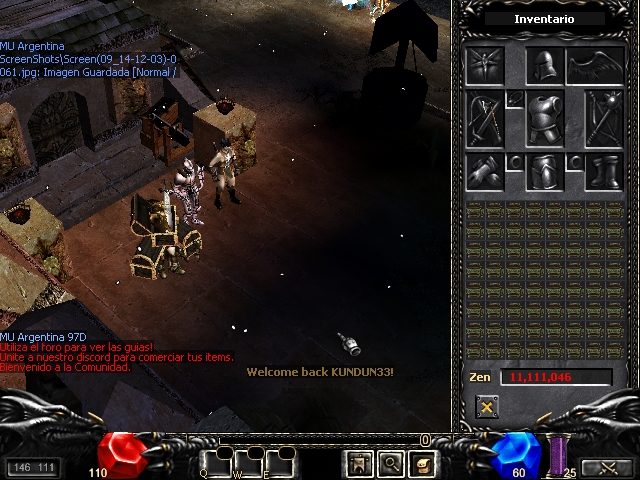 Inventario
MU Argentina
ScreenShots\Screen(09_14-12-03)-0
061.jpg: Imagen Guardada [Normal /
MU Argentina 97D
Utiliza el foro para ver las guias!
Unite a nuestro discord para comerciar tus items.
Bienvenido a la Comunidad.
Welcome back KUNDUN33!
Zen 11,111,046
0
146 111
110
Q W E
60
25